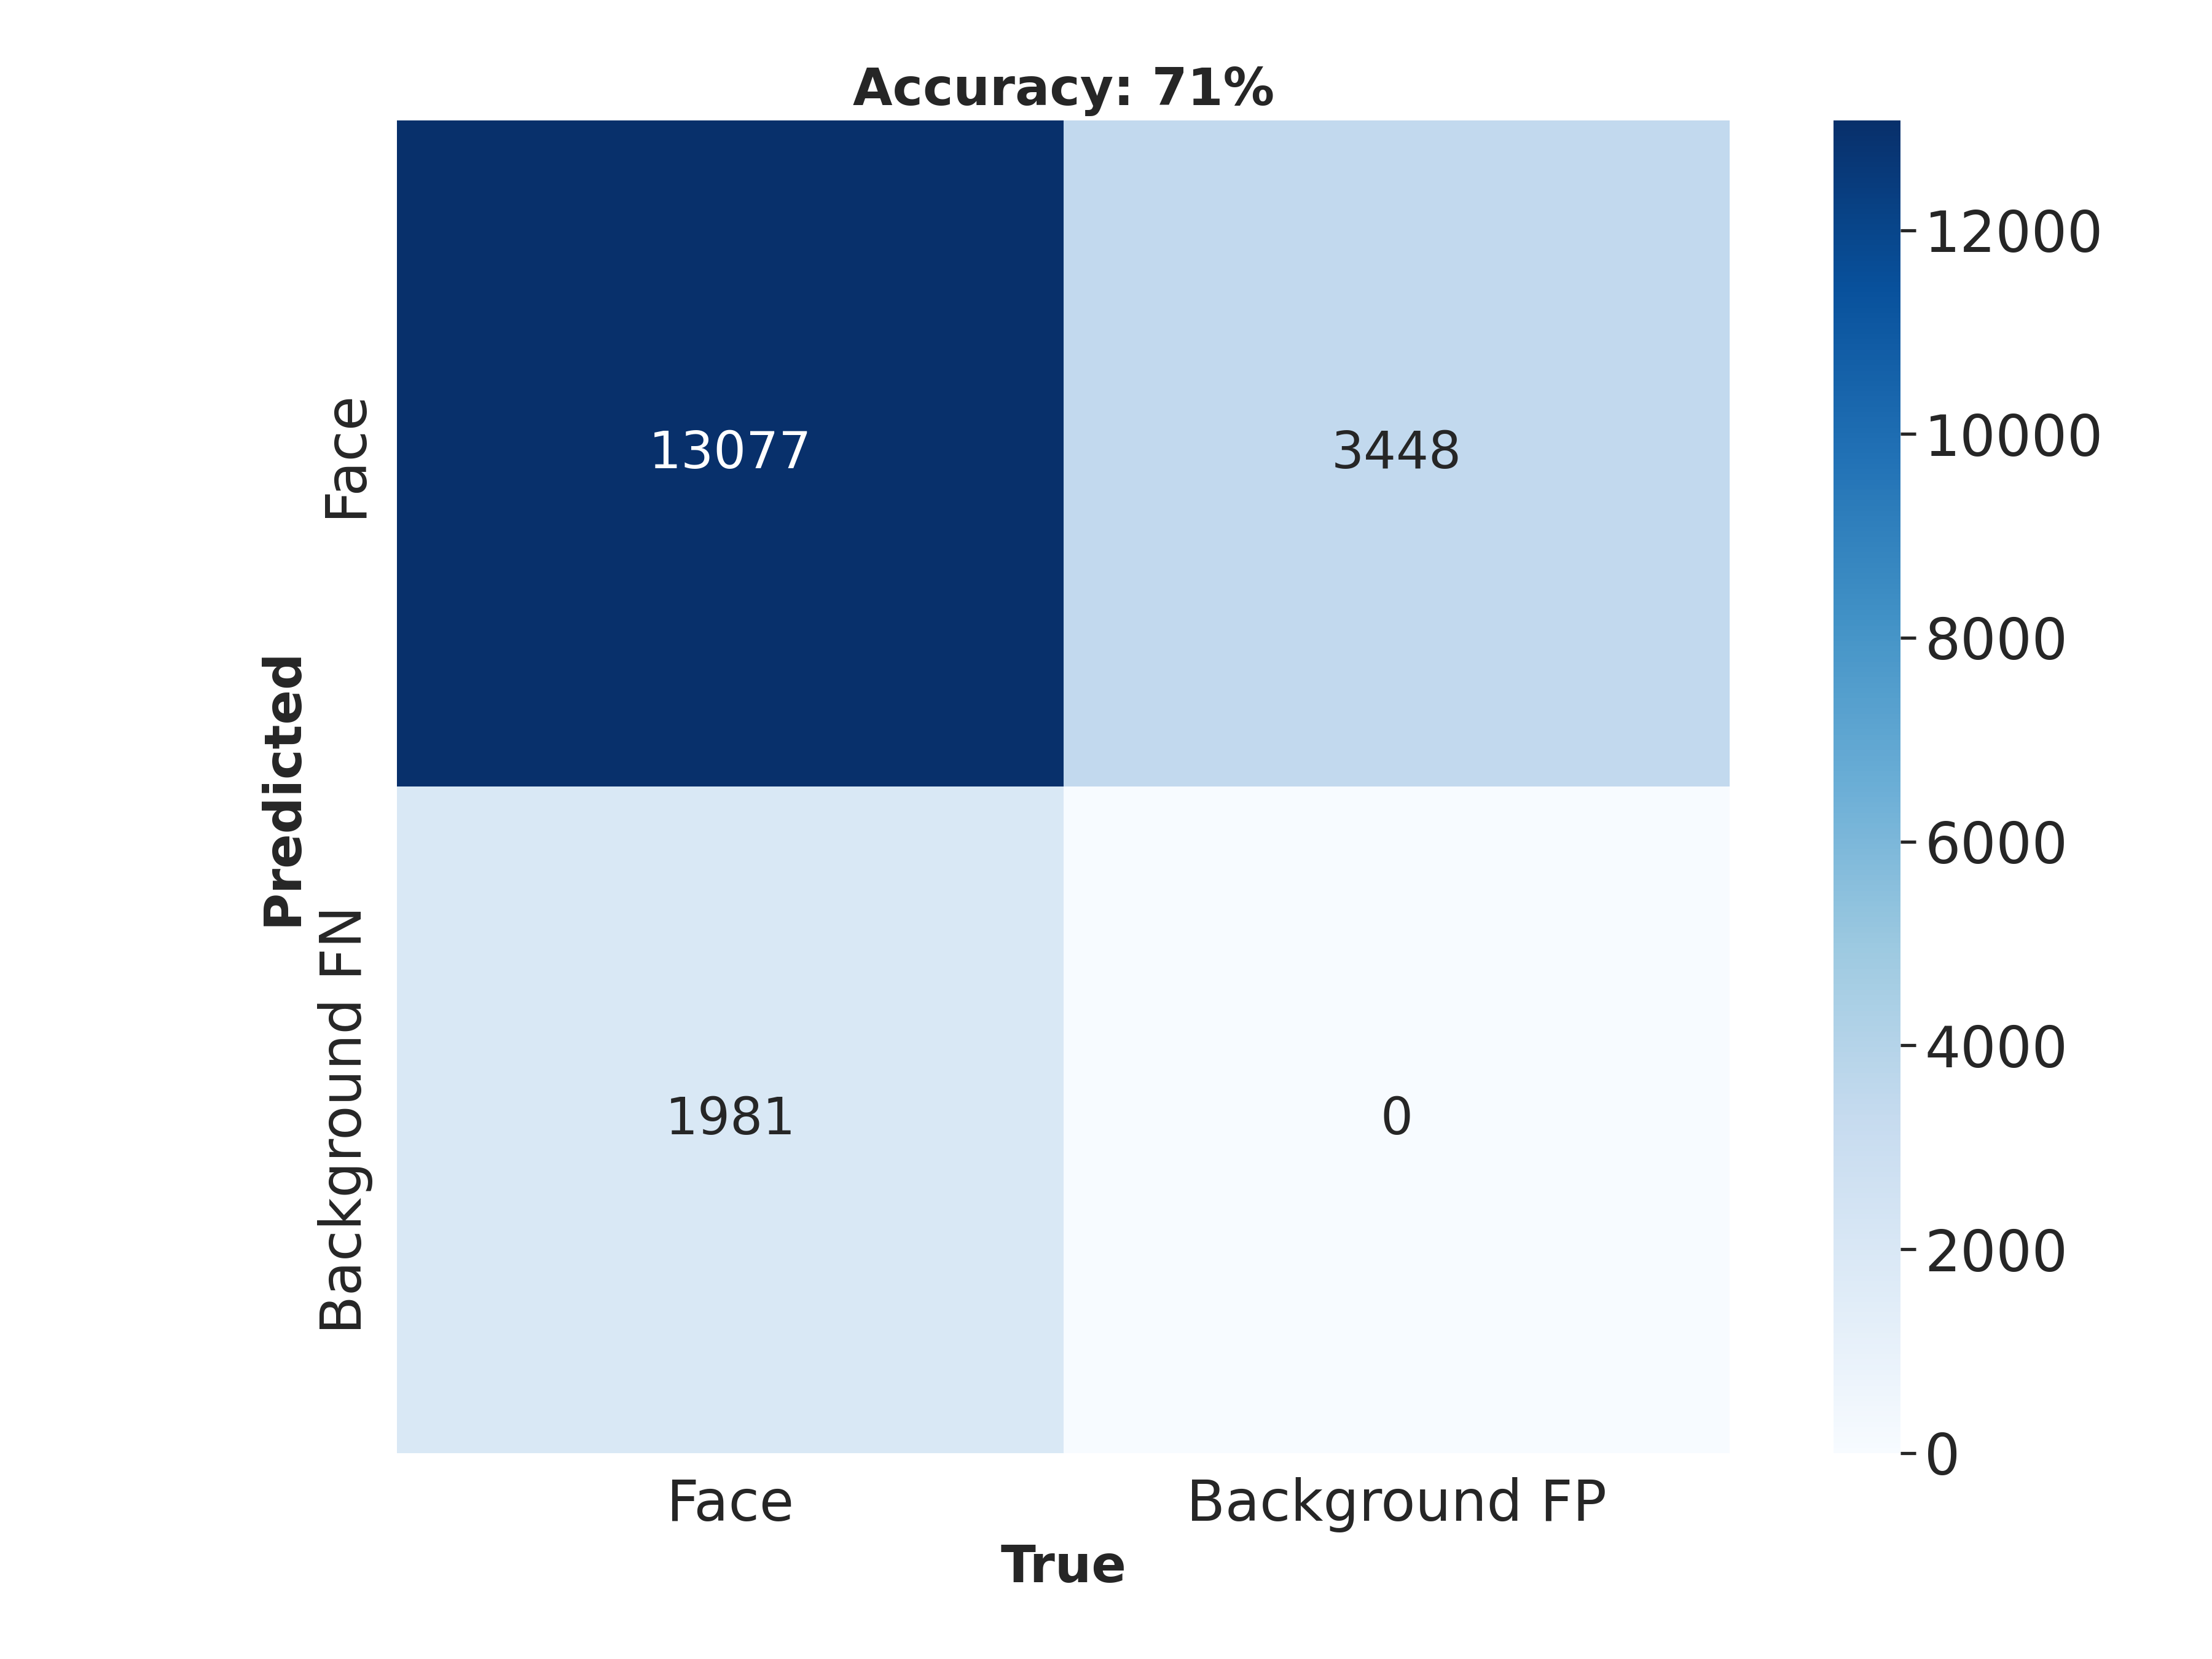 Accuracy: 71%
Predicted
Face
Background FN
13077
3448
1981
0
Face
Background FP
True
12000
10000
8000
6000
4000
2000
0